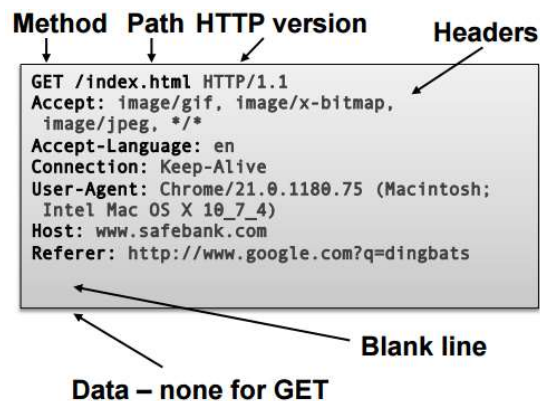 Method Path HTTP version
Headers
GET /index.html HTTP/1.1
Accept: image/gif, image/x-bitmap,
image/jpeg, */*
Accept-Language: en
Connection: Keep-Alive
User-Agent: Chrome/21.0.1180.75 (Macintosh;
Intel Mac OS X 10_7_4)
Host: www.safebank.com
Referer: http://www.google.com?q=dingbats
Blank line
Data – none for GET